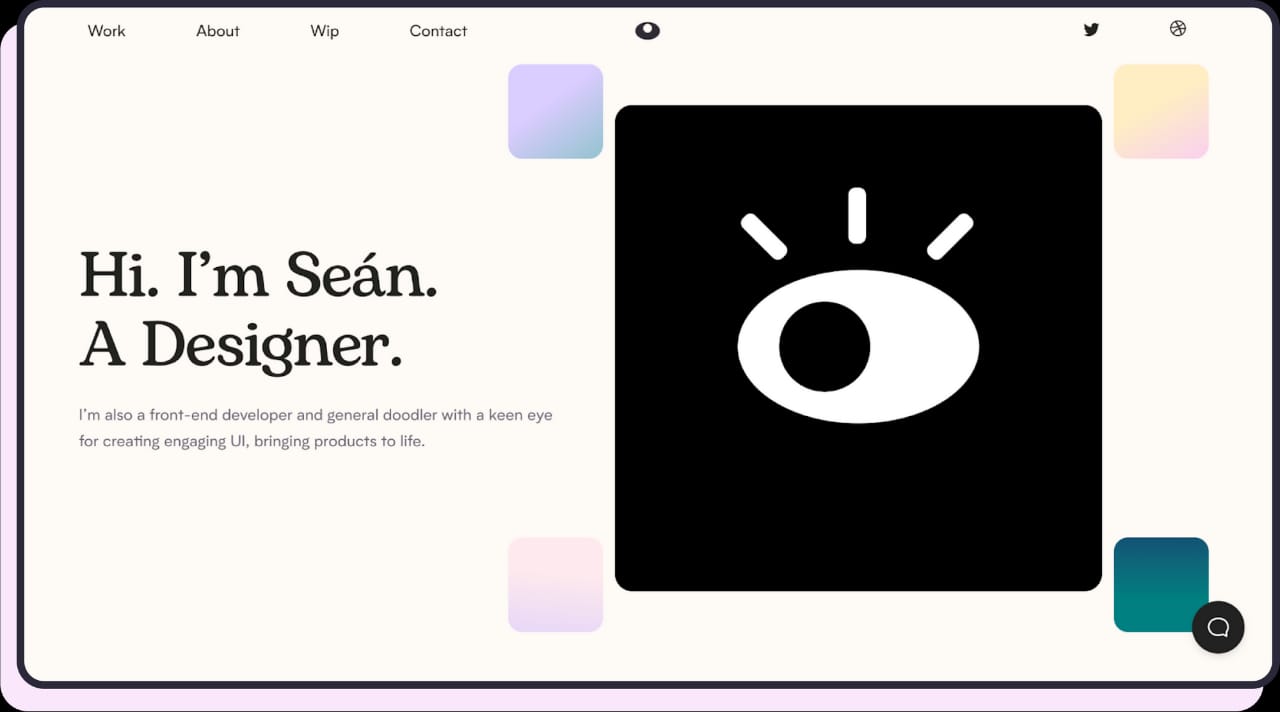 Work About Wip Contact
Hi. I’m Seán.
A Designer.
I’m also a front-end developer and general doodler with a keen eye
for creating engaging UI, bringing products to life.